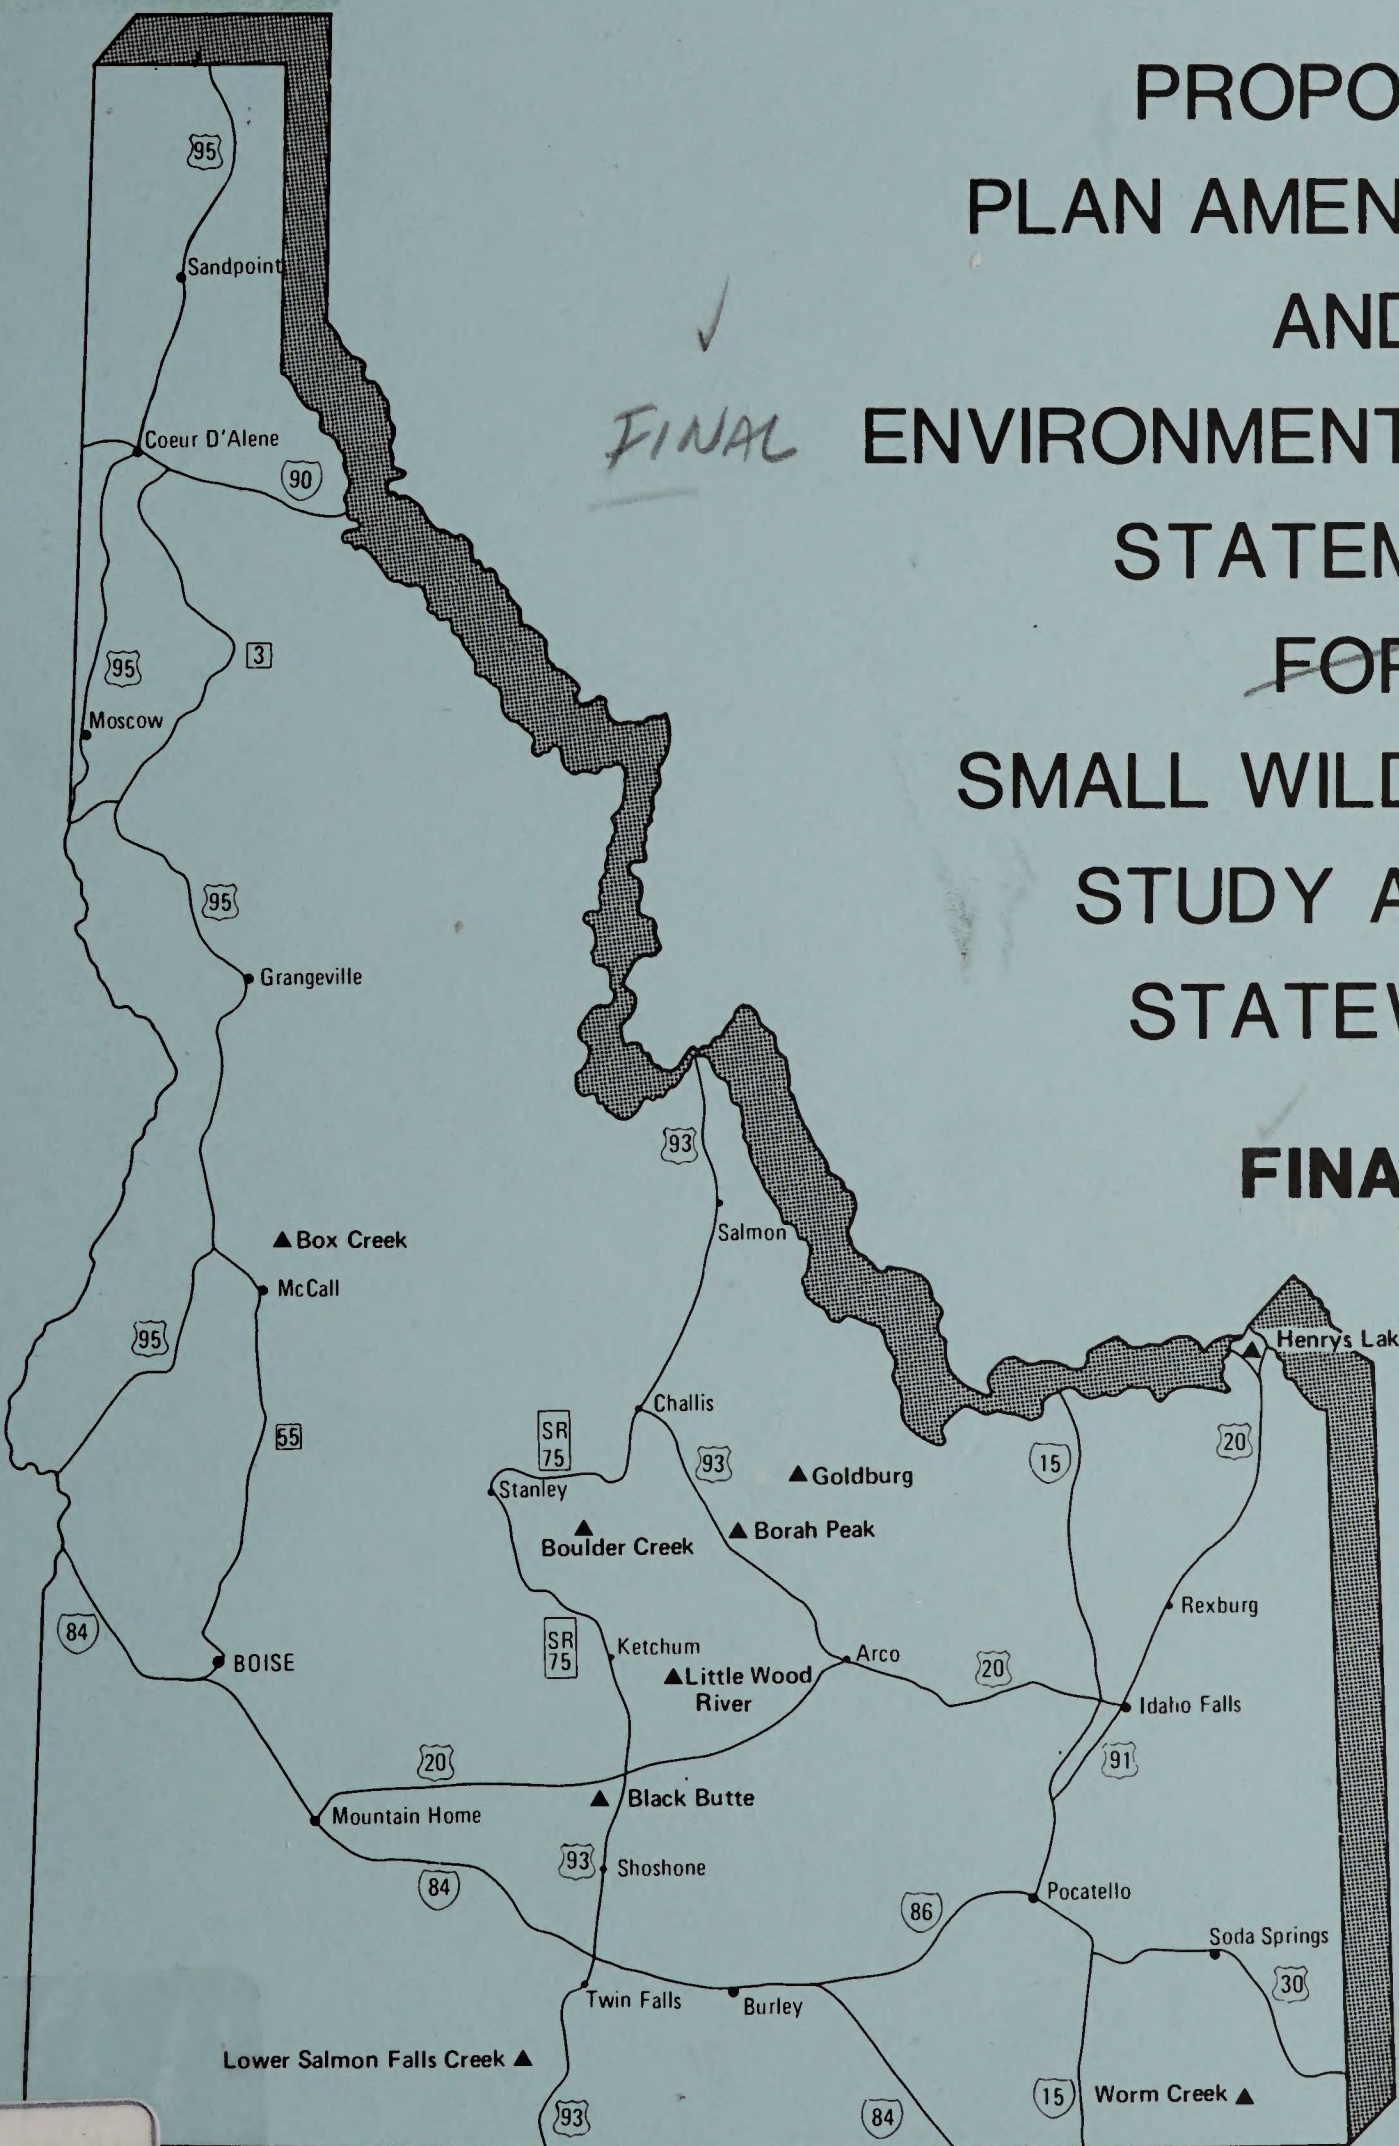 PROPO
PLAN AMEN
AND
FINAL
ENVIRONMENT
STATEM
FOR
SMALL WILD
STUDY A
STATEW
FINA
95
Sandpoint
Coeur D'Alene
90
95
3
Moscow
95
Grangeville
93
Salmon
Box Creek
McCall
95
Henrys Lak
Challis
SR
75
55
93
Goldburg
15
20
Stanley
Boulder Creek
Borah Peak
Rexburg
84
BOISE
SR
75
Ketchum
Arco
20
Little Wood
River
Idaho Falls
20
91
Mountain Home
Black Butte
93
Shoshone
84
Pocatello
86
Soda Springs
30
Twin Falls
Burley
Lower Salmon Falls Creek
93
84
15
Worm Creek